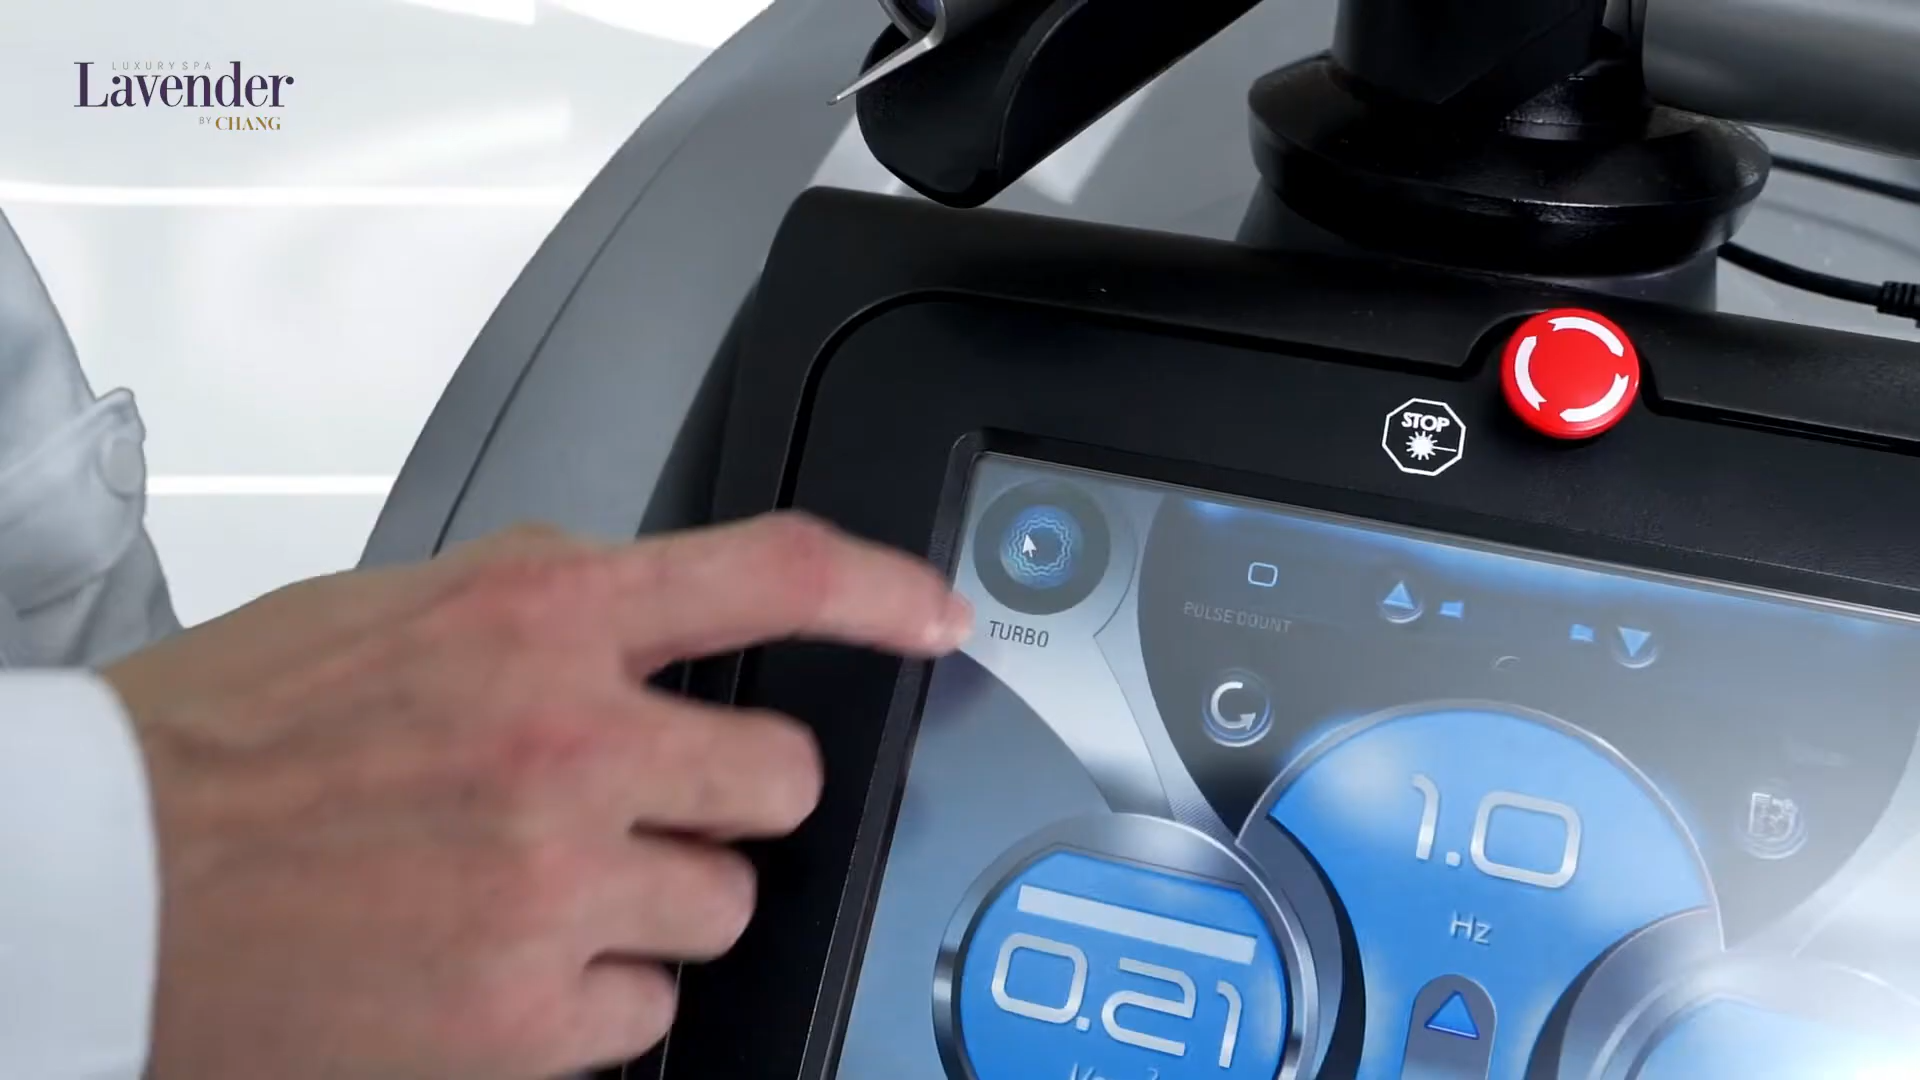 LUXURY SPA
Lavender
BY CHANG
STOP
TURBO
PULSE COUNT
1.0
Hz
0.21